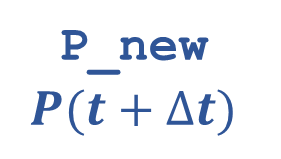 P_new
P(t + Δt)